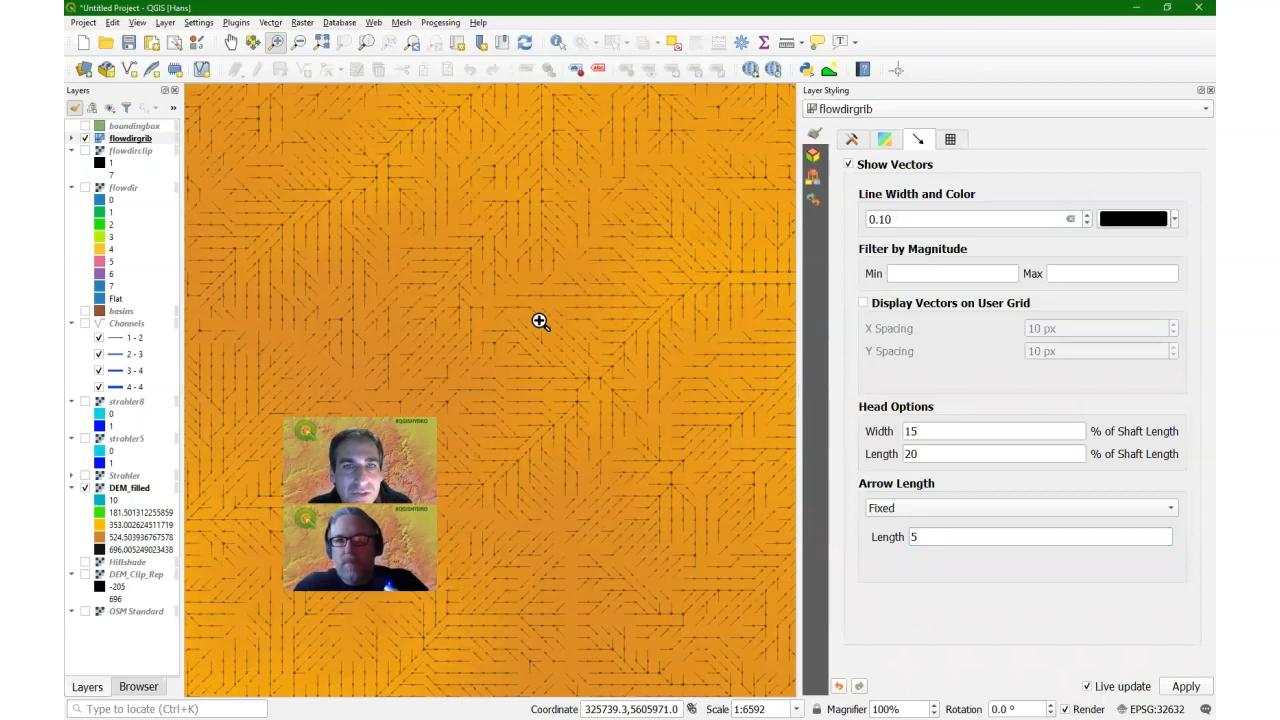 *Untitled Project - QGIS [Hans]
Project Edit View Layer Settings Plugins Vector Raster Database Web Mesh Processing Help
Layers
boundingbox
flowdirgrib
flowdirclip
1
7
flowdir
0
1
2
3
4
5
6
7
Flat
basins
Channels
1 - 2
2 - 3
3 - 4
4 - 4
strahler8
0
1
strahler5
0
1
Strahler
DEM_filled
10
181.501312255859
353.002624511719
524.503936767578
696.005249023438
Hillshade
DEM_Clip_Rep
-205
696
OSM Standard
Layers Browser
#QGISHYDRO
#QGISHYDRO
Layer Styling
flowdirgrib
Show Vectors
Line Width and Color
0.10
Filter by Magnitude
Min Max
Display Vectors on User Grid
X Spacing 10 px
Y Spacing 10 px
Head Options
Width 15 % of Shaft Length
Length 20 % of Shaft Length
Arrow Length
Fixed
Length 5
Live update Apply
Type to locate (Ctrl+K) Coordinate 325739.3,5605971.0 Scale 1:6592 Magnifier 100% Rotation 0.0 ° Render EPSG:32632